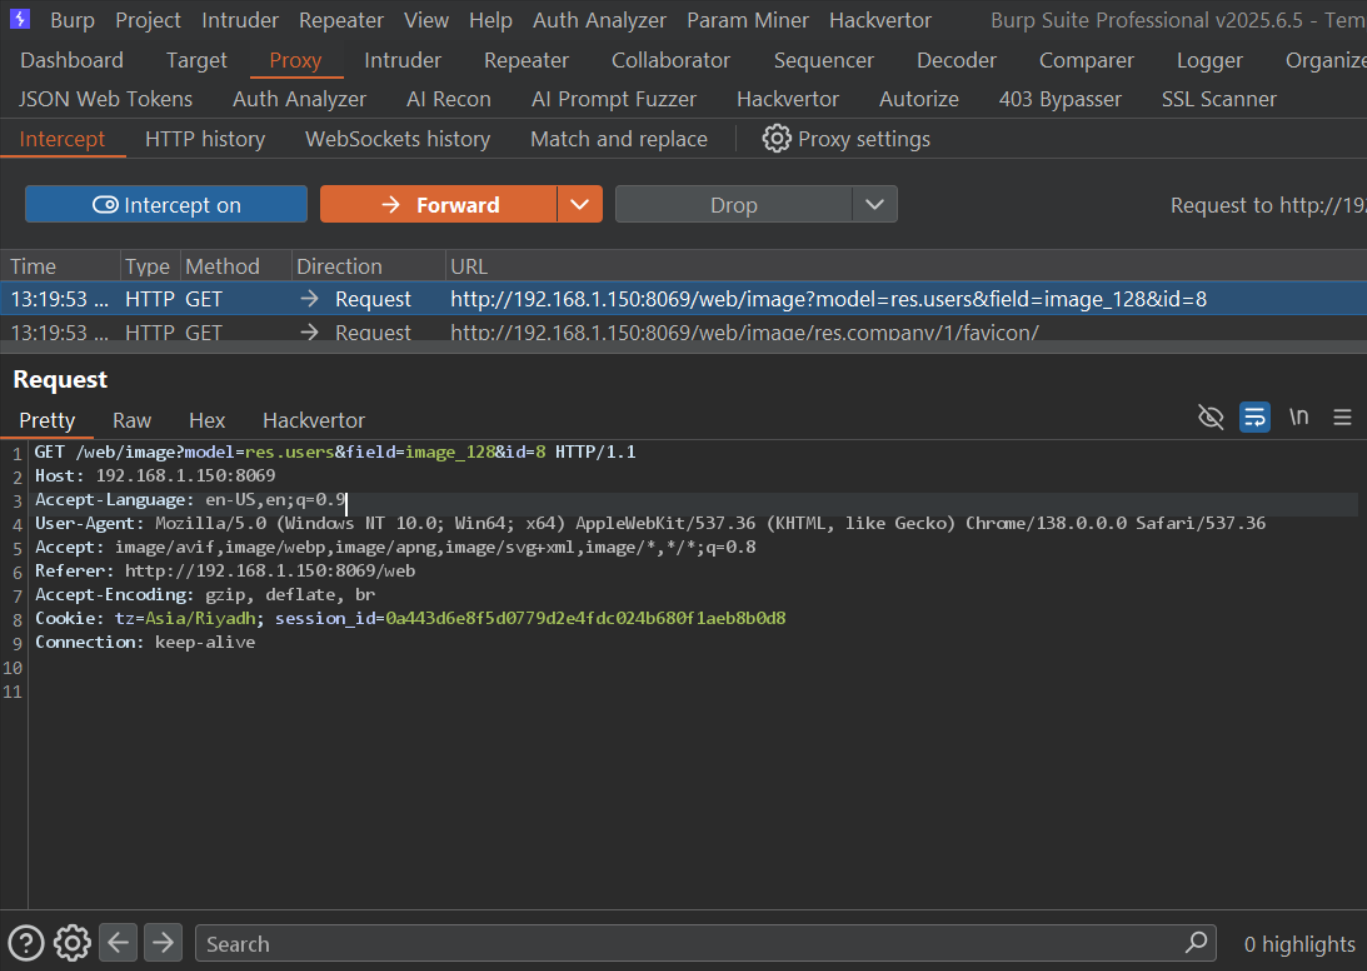 Burp Project Intruder Repeater View Help Auth Analyzer Param Miner Hackvertor Burp Suite Professional v2025.6.5 - Tem
Dashboard Target Proxy Intruder Repeater Collaborator Sequencer Decoder Comparer Logger Organize
JSON Web Tokens Auth Analyzer AI Recon AI Prompt Fuzzer Hackvertor Autorize 403 Bypasser SSL Scanner
Intercept HTTP history WebSockets history Match and replace Proxy settings
Intercept on Forward Drop Request to http://192
Time Type Method Direction URL
13:19:53 ... HTTP GET → Request http://192.168.1.150:8069/web/image?model=res.users&field=image_128&id=8
13:19:53 ... HTTP GET → Request http://192.168.1.150:8069/web/image/res.company/1/favicon/
Request
Pretty Raw Hex Hackvertor \n
1 GET /web/image?model=res.users&field=image_128&id=8 HTTP/1.1
2 Host: 192.168.1.150:8069
3 Accept-Language: en-US,en;q=0.9
4 User-Agent: Mozilla/5.0 (Windows NT 10.0; Win64; x64) AppleWebKit/537.36 (KHTML, like Gecko) Chrome/138.0.0.0 Safari/537.36
5 Accept: image/avif,image/webp,image/apng,image/svg+xml,image/*,*/*;q=0.8
6 Referer: http://192.168.1.150:8069/web
7 Accept-Encoding: gzip, deflate, br
8 Cookie: tz=Asia/Riyadh; session_id=0a443d6e8f5d0779d2e4fdc024b680f1aeb8b0d8
9 Connection: keep-alive
10
11
Search 0 highlights